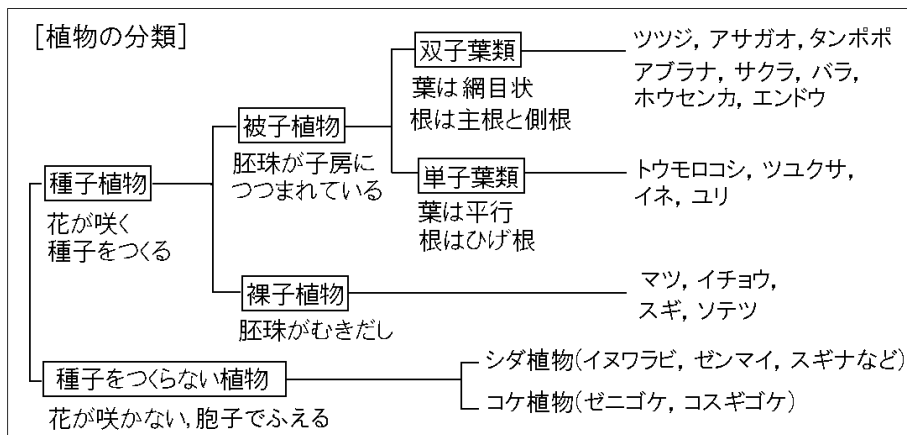 [植物の分類]
双子葉類
葉は網目状
根は主根と側根
ツツジ, アサガオ, タンポポ
アブラナ, サクラ, バラ,
ホウセンカ, エンドウ
被子植物
胚珠が子房に
つつまれている
単子葉類
葉は平行
根はひげ根
トウモロコシ, ツユクサ,
イネ, ユリ
種子植物
花が咲く
種子をつくる
裸子植物
胚珠がむきだし
マツ, イチョウ,
スギ, ソテツ
種子をつくらない植物
花が咲かない, 胞子でふえる
シダ植物(イヌワラビ, ゼンマイ, スギナなど)
コケ植物(ゼニゴケ, コスギゴケ)